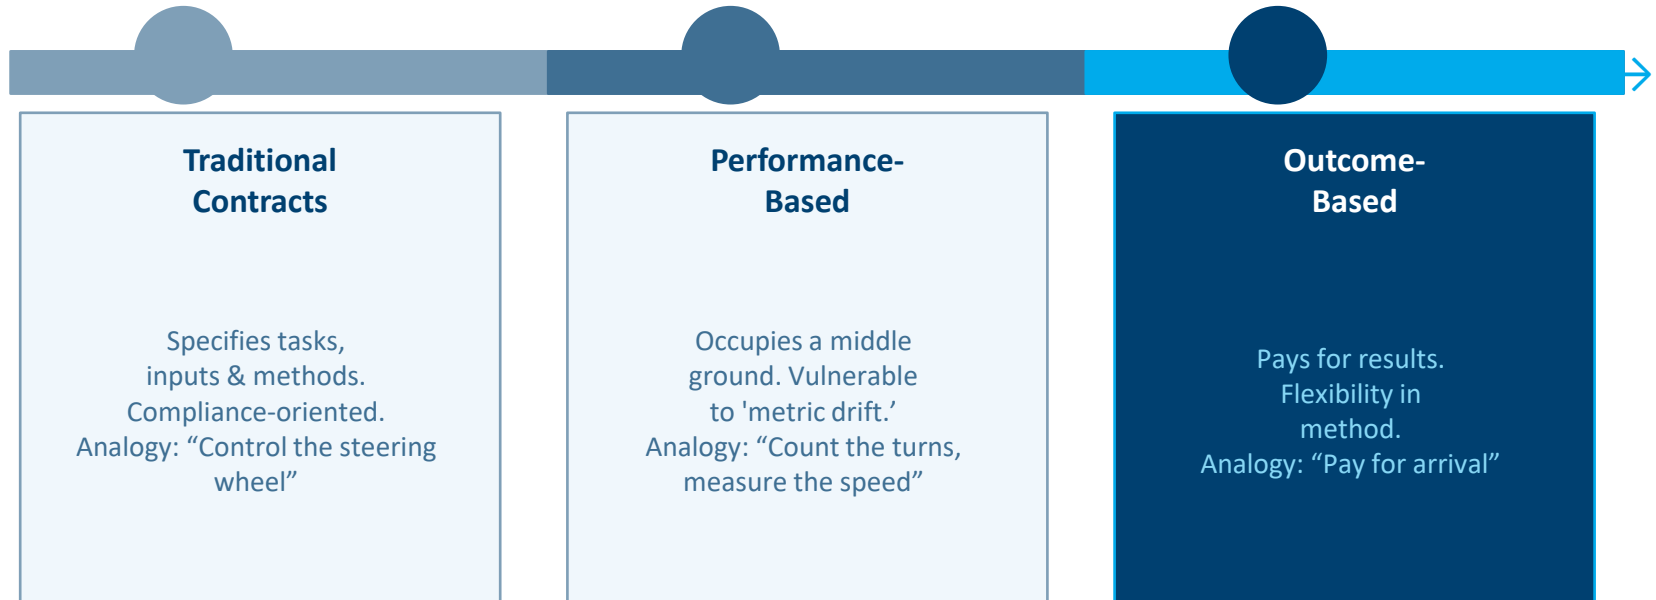 Traditional
Contracts
Specifies tasks,
inputs & methods.
Compliance-oriented.
Analogy: “Control the steering
wheel”
Performance-
Based
Occupies a middle
ground. Vulnerable
to 'metric drift.’
Analogy: “Count the turns,
measure the speed”
Outcome-
Based
Pays for results.
Flexibility in
method.
Analogy: “Pay for arrival”